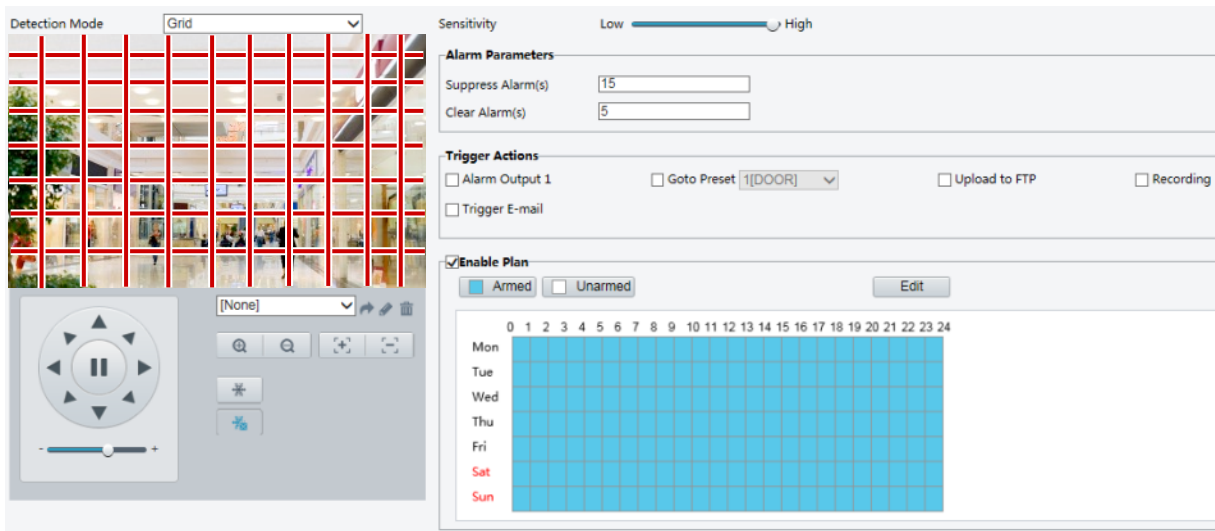 Detection Mode Grid
Sensitivity Low High
Alarm Parameters
Suppress Alarm(s) 15
Clear Alarm(s) 5
Trigger Actions
Alarm Output 1 Goto Preset 1[DOOR] Upload to FTP Recording
Trigger E-mail
Enable Plan
Armed Unarmed Edit
[None]
- +
0 1 2 3 4 5 6 7 8 9 10 11 12 13 14 15 16 17 18 19 20 21 22 23 24
Mon
Tue
Wed
Thu
Fri
Sat
Sun